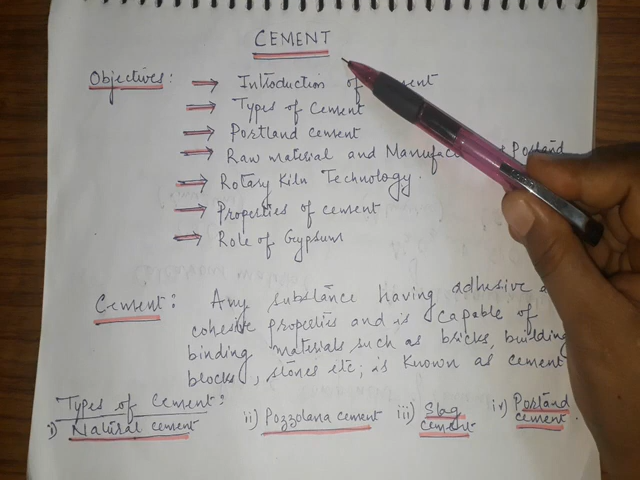 CEMENT
Objectives: → Introduction of
→ Types of Cement
→ Portland cement
→ Raw material and Porland
→ Rotary Kiln Technology.
→ Properties of cement
→ Role of Gypsum
Cement: Any substance having adhesive
cohesive properties and is capable of
binding materials such as bricks, building
blocks, stones etc; is known as cement
Types of Cement:
i) Natural cement ii) Pozzolana cement iii) Slag cement iv) Portland cement.